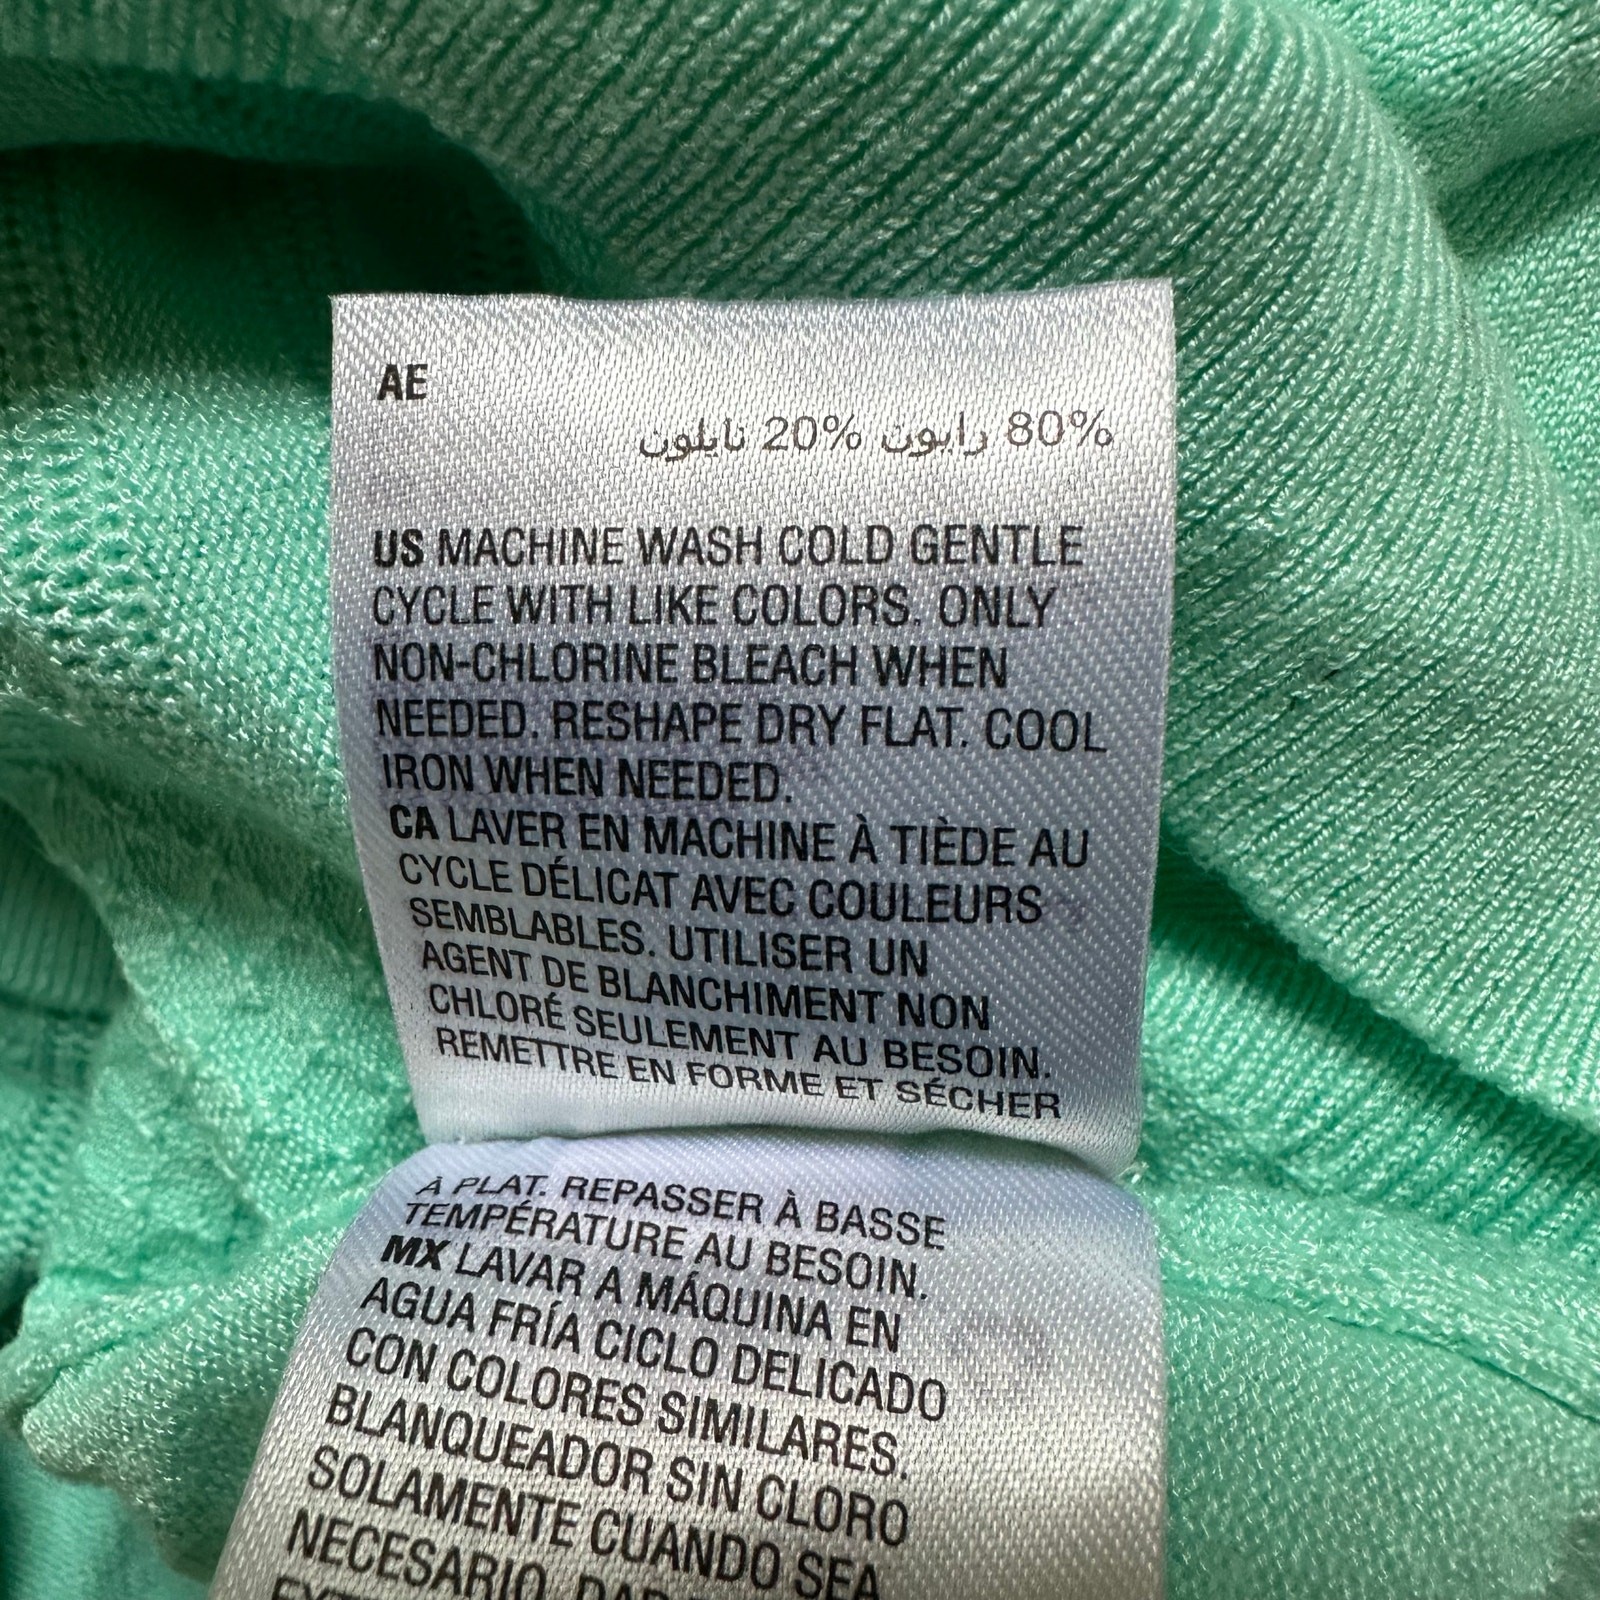 AE
80% رايون 20% نايلون
US MACHINE WASH COLD GENTLE
CYCLE WITH LIKE COLORS. ONLY
NON-CHLORINE BLEACH WHEN
NEEDED. RESHAPE DRY FLAT. COOL
IRON WHEN NEEDED.
CA LAVER EN MACHINE À TIÈDE AU
CYCLE DÉLICAT AVEC COULEURS
SEMBLABLES. UTILISER UN
AGENT DE BLANCHIMENT NON
CHLORÉ SEULEMENT AU BESOIN.
REMETTRE EN FORME ET SÉCHER
À PLAT. REPASSER À BASSE
TEMPÉRATURE AU BESOIN.
MX LAVAR A MÁQUINA EN
AGUA FRÍA CICLO DELICADO
CON COLORES SIMILARES.
BLANQUEADOR SIN CLORO
SOLAMENTE CUANDO SEA
NECESARIO.